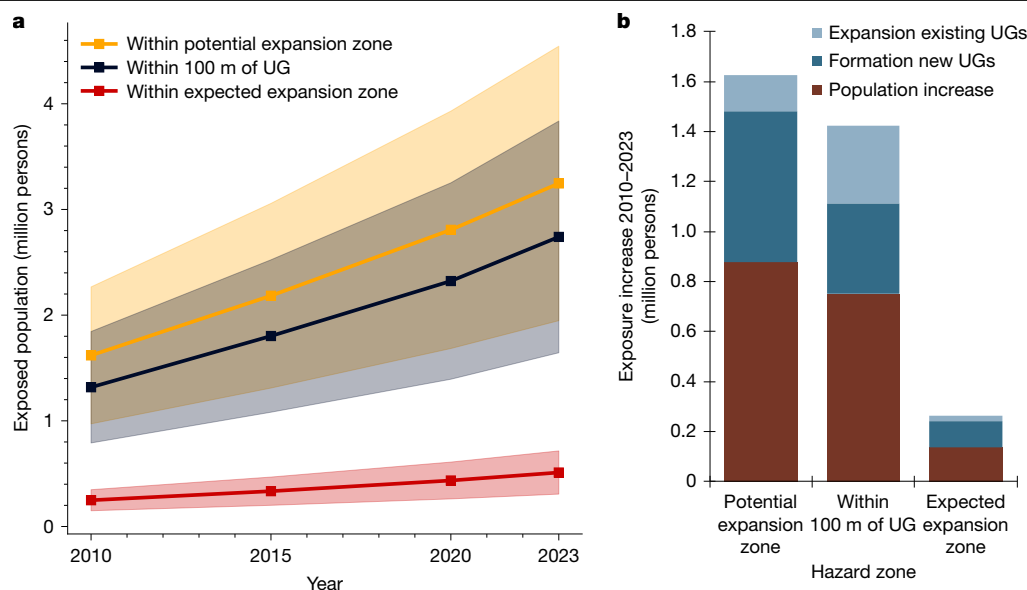 a
Within potential expansion zone
Within 100 m of UG
Within expected expansion zone
Exposed population (million persons)
4
3
2
1
0
2010
2015
2020
2023
Year
b
Expansion existing UGs
Formation new UGs
Population increase
Exposure increase 2010–2023
(million persons)
1.8
1.6
1.4
1.2
1.0
0.8
0.6
0.4
0.2
0
Potential
expansion
zone
Within
100 m of UG
Expected
expansion
zone
Hazard zone